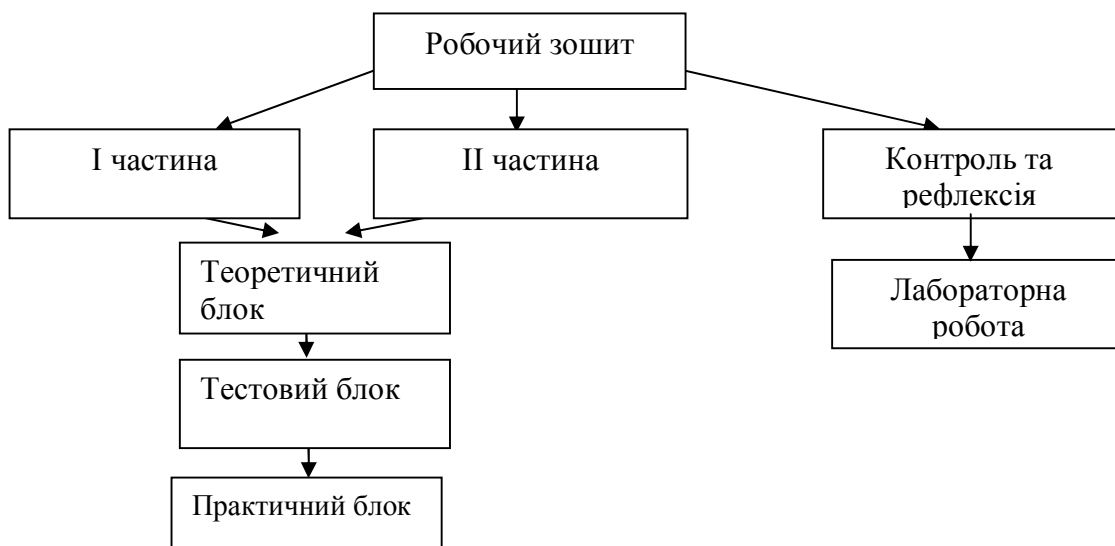 Робочий зошит
І частина
ІІ частина
Контроль та
рефлексія
Теоретичний
блок
Лабораторна
робота
Тестовий блок
Практичний блок